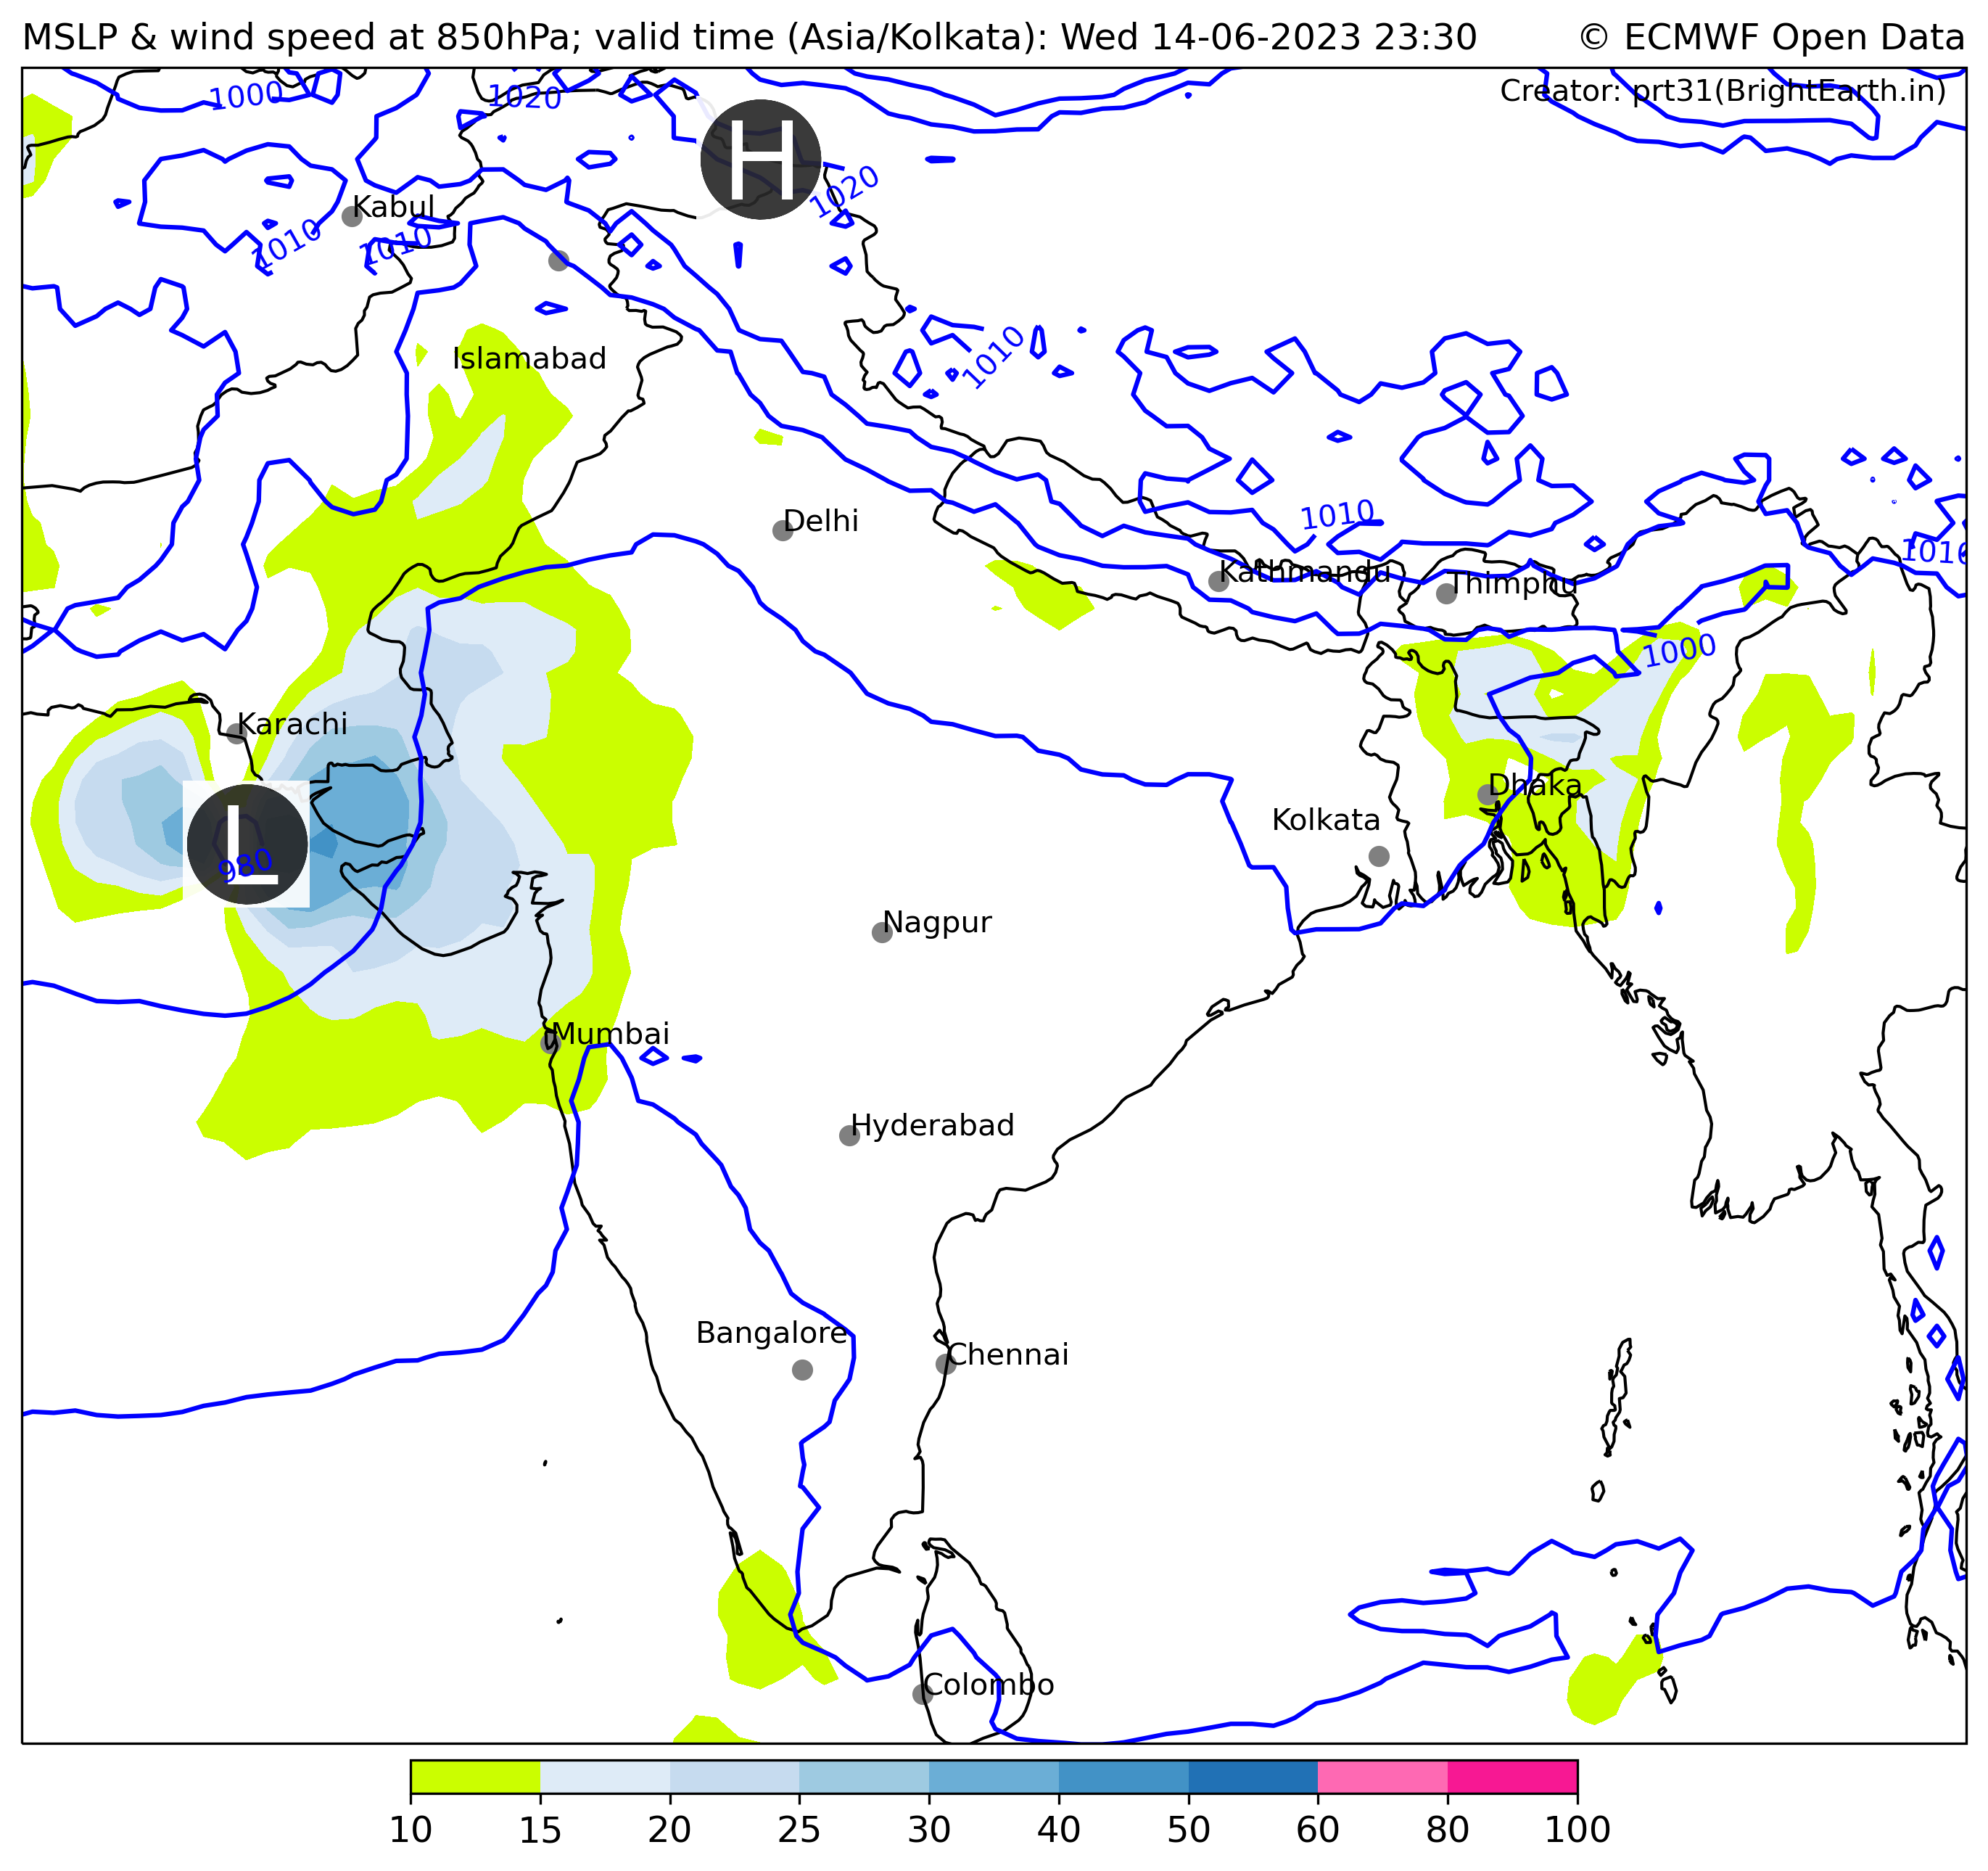 MSLP & wind speed at 850hPa; valid time (Asia/Kolkata): Wed 14-06-2023 23:30
© ECMWF Open Data
Creator: prt31(BrightEarth.in)
1000
1020
H
1020
Kabul
1010
1010
Islamabad
1010
Delhi
1010
1010
Kathmandu
Thimphu
1000
Karachi
Dhaka
Kolkata
L
980
Nagpur
Mumbai
Hyderabad
Bangalore
Chennai
Colombo
10 15 20 25 30 40 50 60 80 100